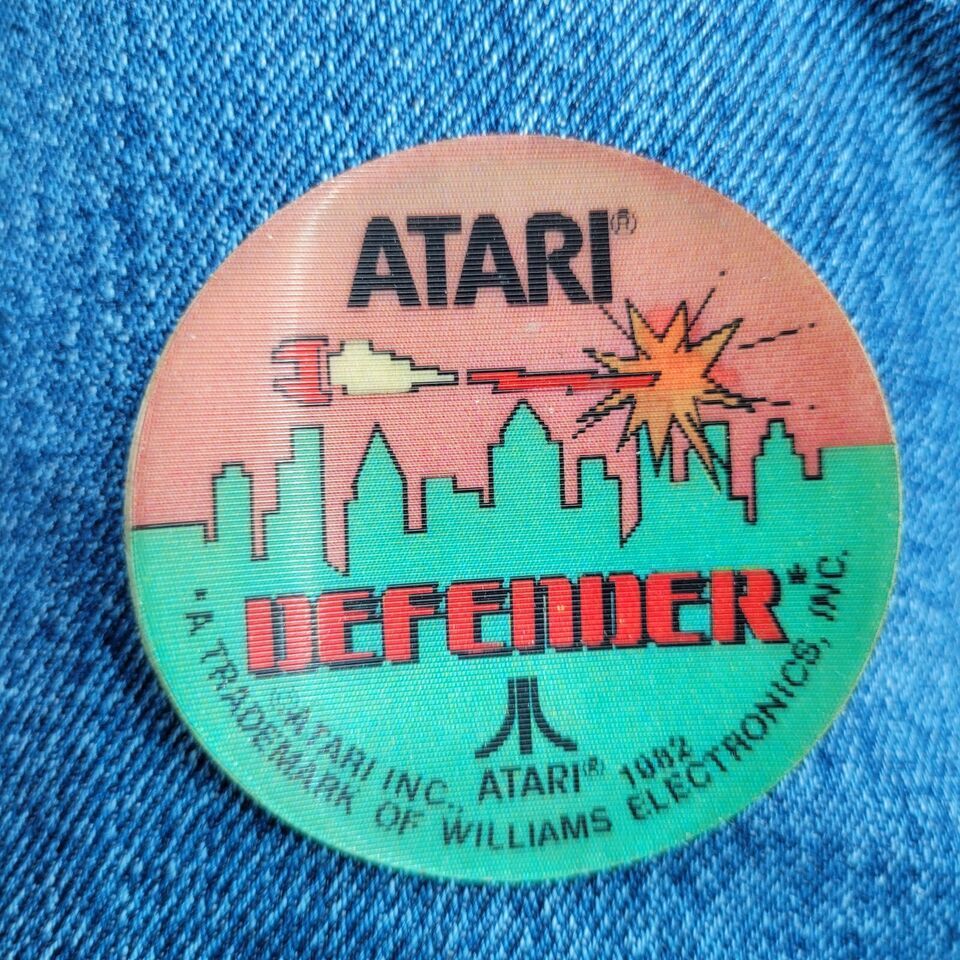 ATARI®
DEFENDER*
©ATARI INC., ATARI® 1982
*A TRADEMARK OF WILLIAMS ELECTRONICS, INC.